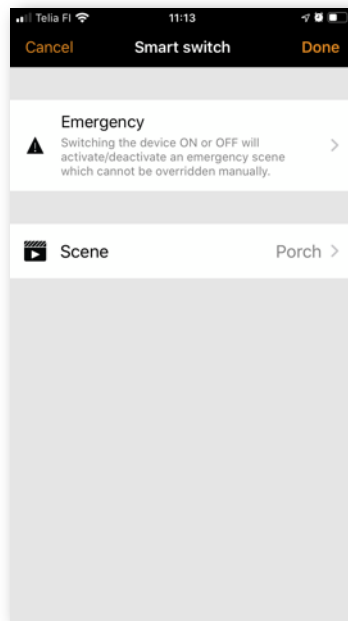 Telia FI 11:13
Cancel Smart switch Done
Emergency
Switching the device ON or OFF will
activate/deactivate an emergency scene
which cannot be overridden manually.
Scene Porch